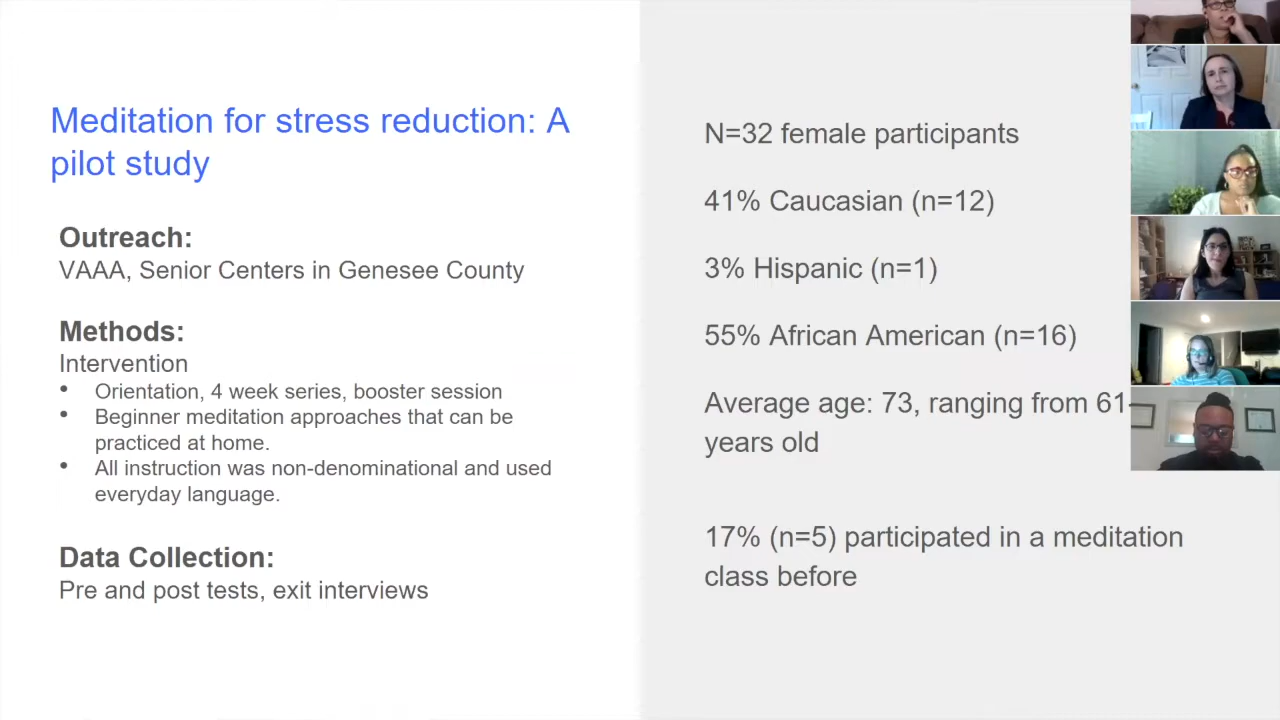 Meditation for stress reduction: A
pilot study
Outreach:
VAAA, Senior Centers in Genesee County
Methods:
Intervention
• Orientation, 4 week series, booster session
• Beginner meditation approaches that can be
practiced at home.
• All instruction was non-denominational and used
everyday language.
Data Collection:
Pre and post tests, exit interviews
N=32 female participants
41% Caucasian (n=12)
3% Hispanic (n=1)
55% African American (n=16)
Average age: 73, ranging from 61-
years old
17% (n=5) participated in a meditation
class before